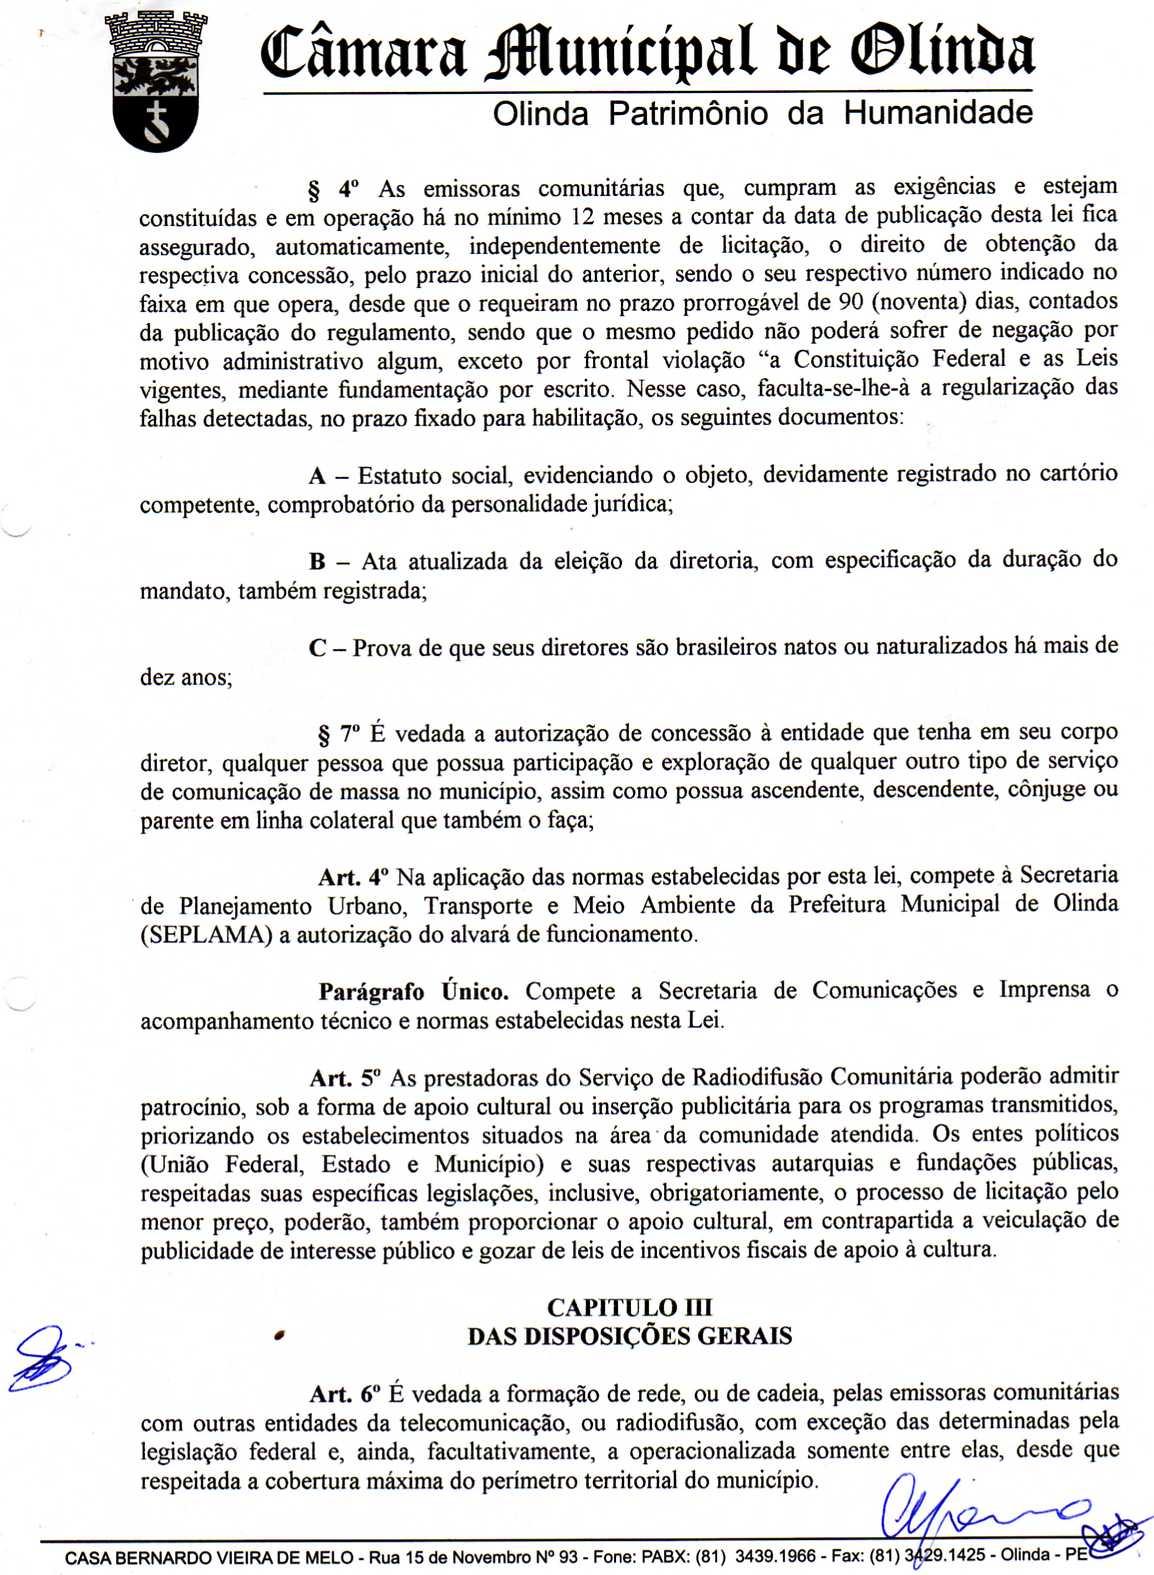 Câmara Municipal de Olinda
Olinda Patrimônio da Humanidade
§ 4º As emissoras comunitárias que, cumpram as exigências e estejam
constituídas e em operação há no mínimo 12 meses a contar da data de publicação desta lei fica
assegurado, automaticamente, independentemente de licitação, o direito de obtenção da
respectiva concessão, pelo prazo inicial do anterior, sendo o seu respectivo número indicado no
faixa em que opera, desde que o requeiram no prazo prorrogável de 90 (noventa) dias, contados
da publicação do regulamento, sendo que o mesmo pedido não poderá sofrer de negação por
motivo administrativo algum, exceto por frontal violação “a Constituição Federal e as Leis
vigentes, mediante fundamentação por escrito. Nesse caso, faculta-se-lhe-à a regularização das
falhas detectadas, no prazo fixado para habilitação, os seguintes documentos:
A – Estatuto social, evidenciando o objeto, devidamente registrado no cartório
competente, comprobatório da personalidade jurídica;
B – Ata atualizada da eleição da diretoria, com especificação da duração do
mandato, também registrada;
C – Prova de que seus diretores são brasileiros natos ou naturalizados há mais de
dez anos;
§ 7º É vedada a autorização de concessão à entidade que tenha em seu corpo
diretor, qualquer pessoa que possua participação e exploração de qualquer outro tipo de serviço
de comunicação de massa no município, assim como possua ascendente, descendente, cônjuge ou
parente em linha colateral que também o faça;
Art. 4º Na aplicação das normas estabelecidas por esta lei, compete à Secretaria
de Planejamento Urbano, Transporte e Meio Ambiente da Prefeitura Municipal de Olinda
(SEPLAMA) a autorização do alvará de funcionamento.
Parágrafo Único. Compete a Secretaria de Comunicações e Imprensa o
acompanhamento técnico e normas estabelecidas nesta Lei.
Art. 5º As prestadoras do Serviço de Radiodifusão Comunitária poderão admitir
patrocínio, sob a forma de apoio cultural ou inserção publicitária para os programas transmitidos,
priorizando os estabelecimentos situados na área da comunidade atendida. Os entes políticos
(União Federal, Estado e Município) e suas respectivas autarquias e fundações públicas,
respeitadas suas específicas legislações, inclusive, obrigatoriamente, o processo de licitação pelo
menor preço, poderão, também proporcionar o apoio cultural, em contrapartida a veiculação de
publicidade de interesse público e gozar de leis de incentivos fiscais de apoio à cultura.
CAPITULO III
DAS DISPOSIÇÕES GERAIS
Art. 6º É vedada a formação de rede, ou de cadeia, pelas emissoras comunitárias
com outras entidades da telecomunicação, ou radiodifusão, com exceção das determinadas pela
legislação federal e, ainda, facultativamente, a operacionalizada somente entre elas, desde que
respeitada a cobertura máxima do perímetro territorial do município.
CASA BERNARDO VIEIRA DE MELO - Rua 15 de Novembro Nº 93 - Fone: PABX: (81) 3439.1966 - Fax: (81) 3429.1425 - Olinda - PE